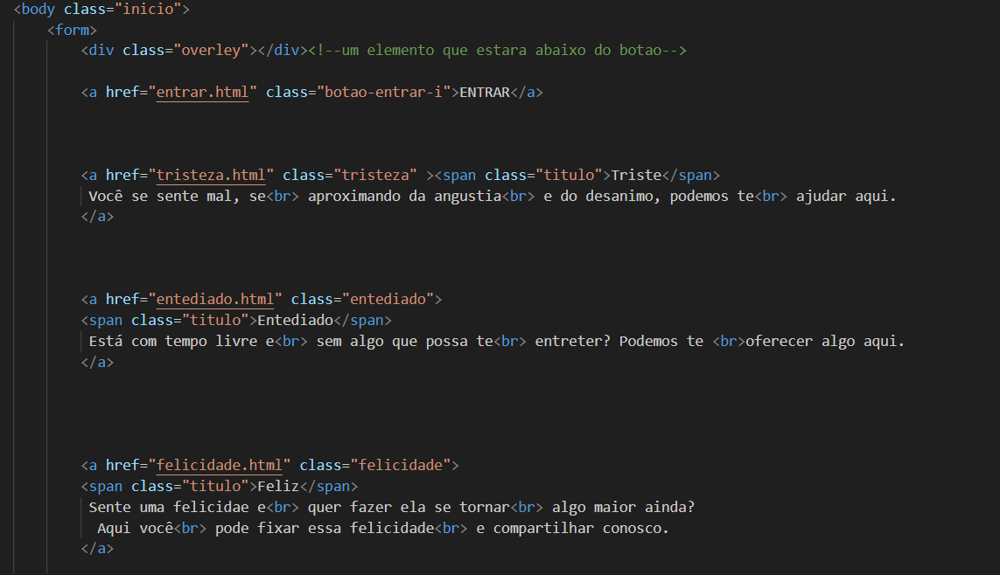 <body class="inicio">
<form>
<div class="overley"></div><!--um elemento que estara abaixo do botao-->
<a href="entrar.html" class="botao-entrar-i">ENTRAR</a>
<a href="tristeza.html" class="tristeza" ><span class="titulo">Triste</span>
Você se sente mal, se<br> aproximando da angustia<br> e do desanimo, podemos te<br> ajudar aqui.
</a>
<a href="entediado.html" class="entediado">
<span class="titulo">Entediado</span>
Está com tempo livre e<br> sem algo que possa te<br> entreter? Podemos te <br>oferecer algo aqui.
</a>
<a href="felicidade.html" class="felicidade">
<span class="titulo">Feliz</span>
Sente uma felicidae e<br> quer fazer ela se tornar<br> algo maior ainda?
Aqui você<br> pode fixar essa felicidade<br> e compartilhar conosco.
</a>